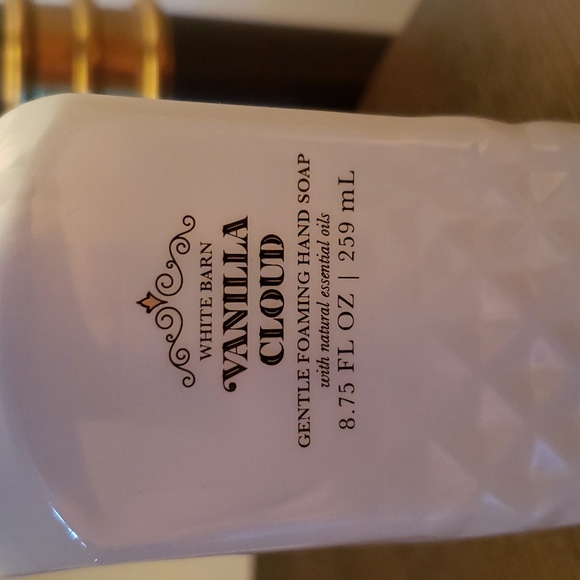 WHITE BARN
VANILLA
CLOUD
GENTLE FOAMING HAND SOAP
with natural essential oils
8.75 FL OZ | 259 mL